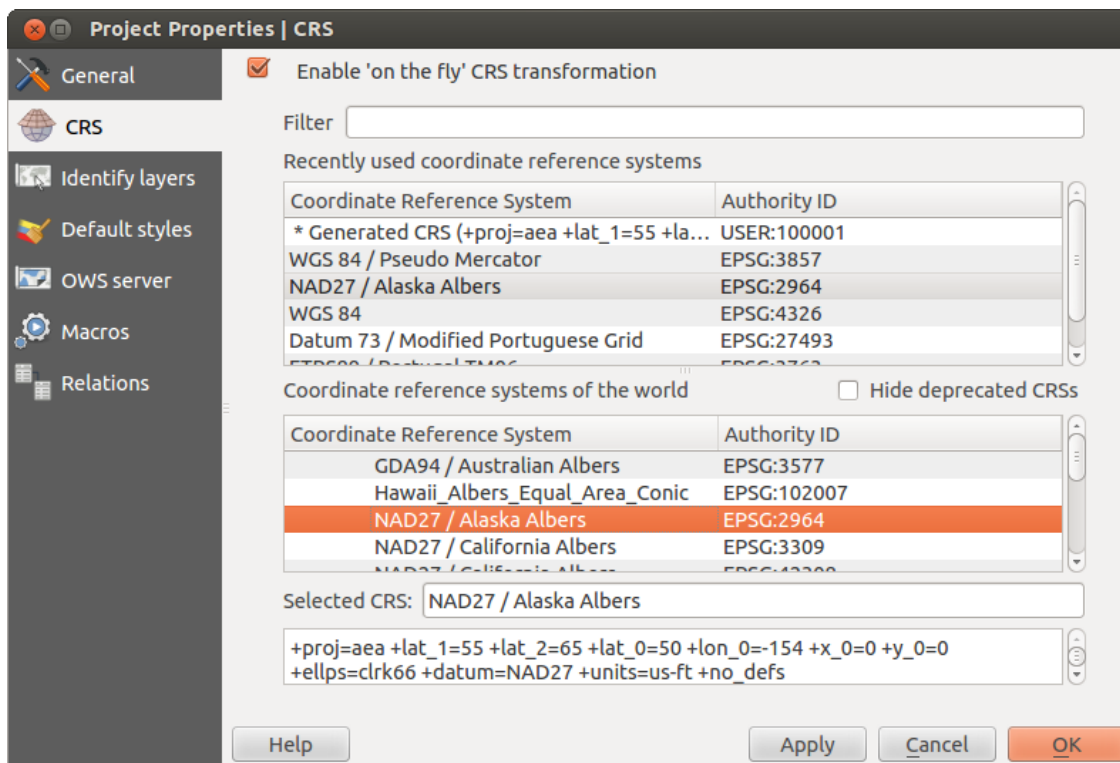 Project Properties | CRS
General
CRS
Identify layers
Default styles
OWS server
Macros
Relations
Enable 'on the fly' CRS transformation
Filter
Recently used coordinate reference systems
Coordinate Reference System Authority ID
* Generated CRS (+proj=aea +lat_1=55 +la... USER:100001
WGS 84 / Pseudo Mercator EPSG:3857
NAD27 / Alaska Albers EPSG:2964
WGS 84 EPSG:4326
Datum 73 / Modified Portuguese Grid EPSG:27493
Coordinate reference systems of the world Hide deprecated CRSs
Coordinate Reference System Authority ID
GDA94 / Australian Albers EPSG:3577
Hawaii_Albers_Equal_Area_Conic EPSG:102007
NAD27 / Alaska Albers EPSG:2964
NAD27 / California Albers EPSG:3309
Selected CRS: NAD27 / Alaska Albers
+proj=aea +lat_1=55 +lat_2=65 +lat_0=50 +lon_0=-154 +x_0=0 +y_0=0
+ellps=clrk66 +datum=NAD27 +units=us-ft +no_defs
Help Apply Cancel OK